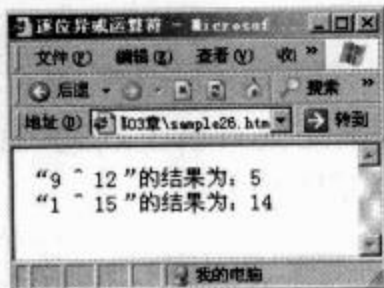 逐位异或运算符 - Microsof
文件(F) 编辑(E) 查看(V) 收( »
后退 搜索 »
地址(D) 第03章\sample26.htm 转到
“9 ^ 12”的结果为：5
“1 ^ 15”的结果为：14
我的电脑